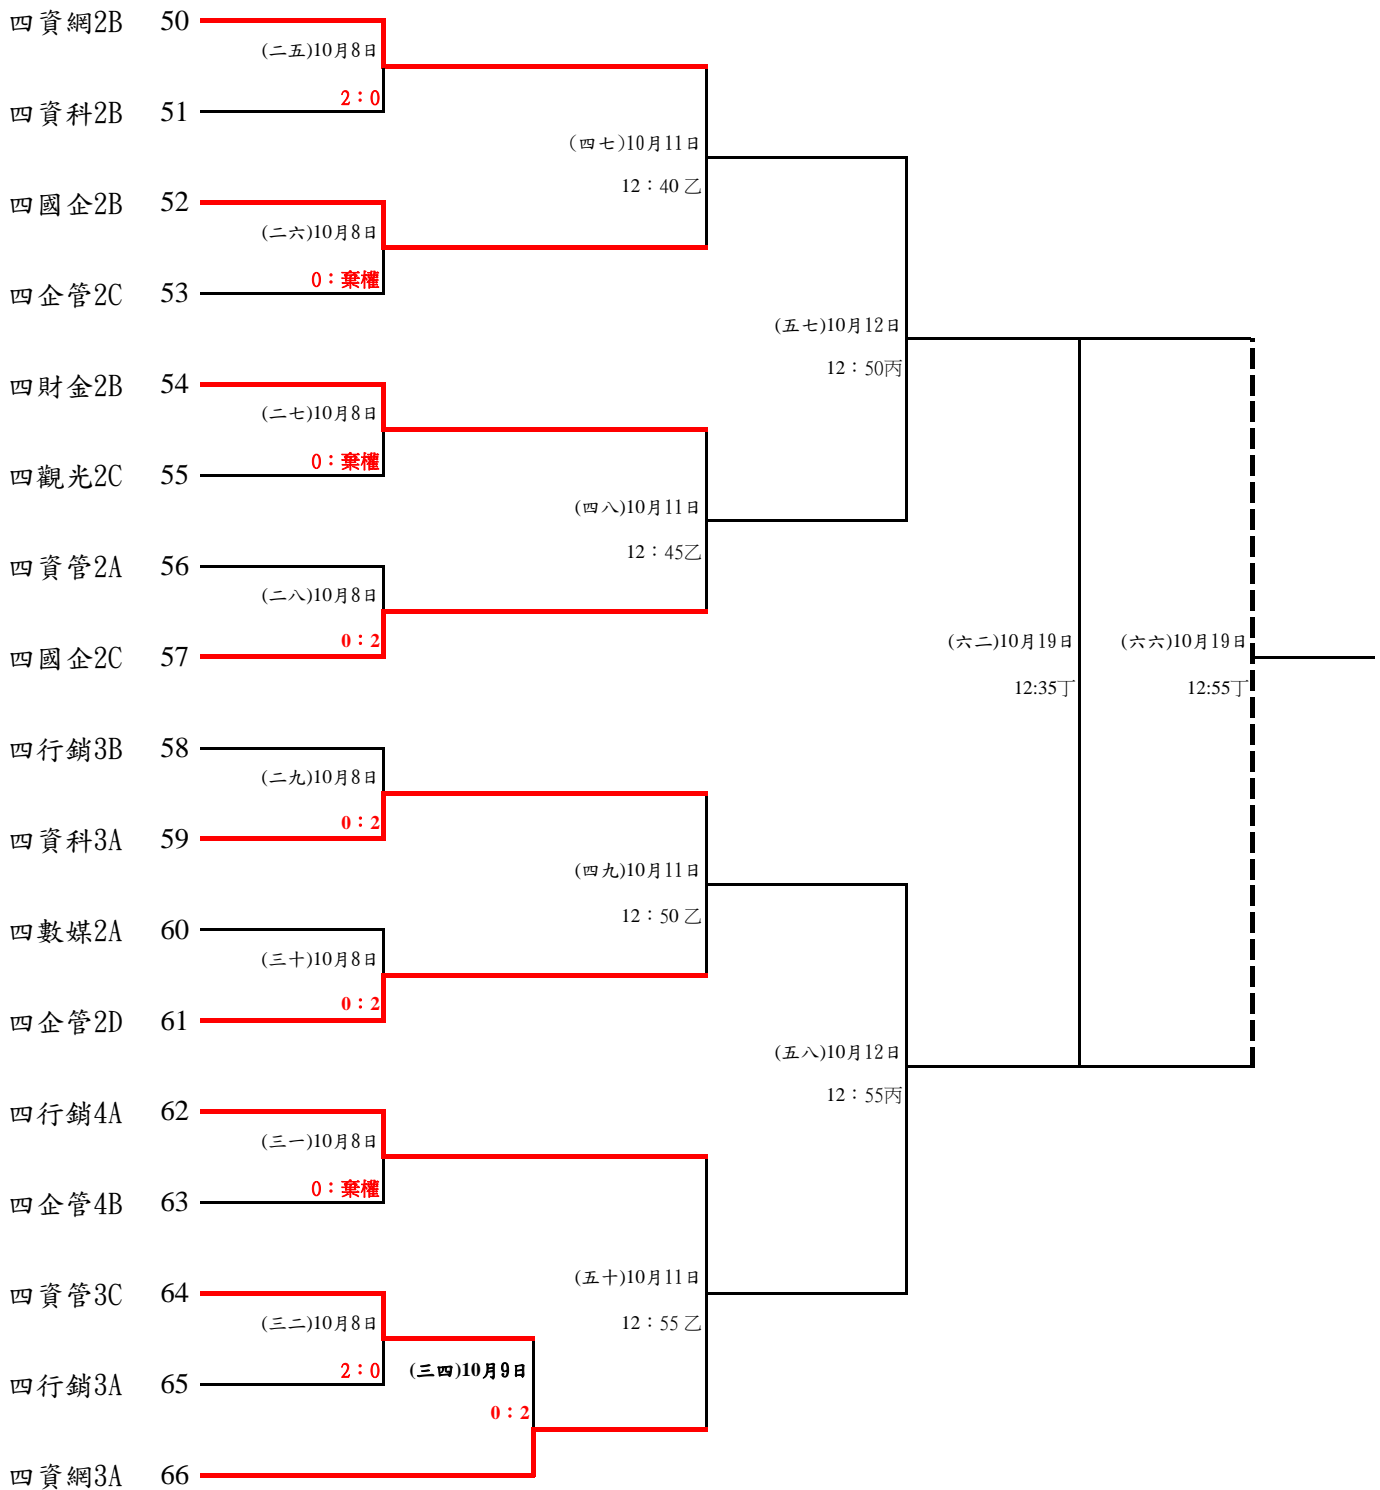 四資網2B 50
(二五)10月8日
2：0
四資科2B 51
(四七)10月11日
12：40 乙
四國企2B 52
(二六)10月8日
0：棄權
四企管2C 53
(五七)10月12日
12：50丙
四財金2B 54
(二七)10月8日
0：棄權
四觀光2C 55
(四八)10月11日
12：45乙
四資管2A 56
(二八)10月8日
0：2
四國企2C 57
(六二)10月19日
12:35丁
(六六)10月19日
12:55丁
四行銷3B 58
(二九)10月8日
0：2
四資科3A 59
(四九)10月11日
12：50 乙
四數媒2A 60
(三十)10月8日
0：2
四企管2D 61
(五八)10月12日
12：55丙
四行銷4A 62
(三一)10月8日
0：棄權
四企管4B 63
(五十)10月11日
12：55 乙
四資管3C 64
(三二)10月8日
2：0
四行銷3A 65
(三四)10月9日
0：2
四資網3A 66